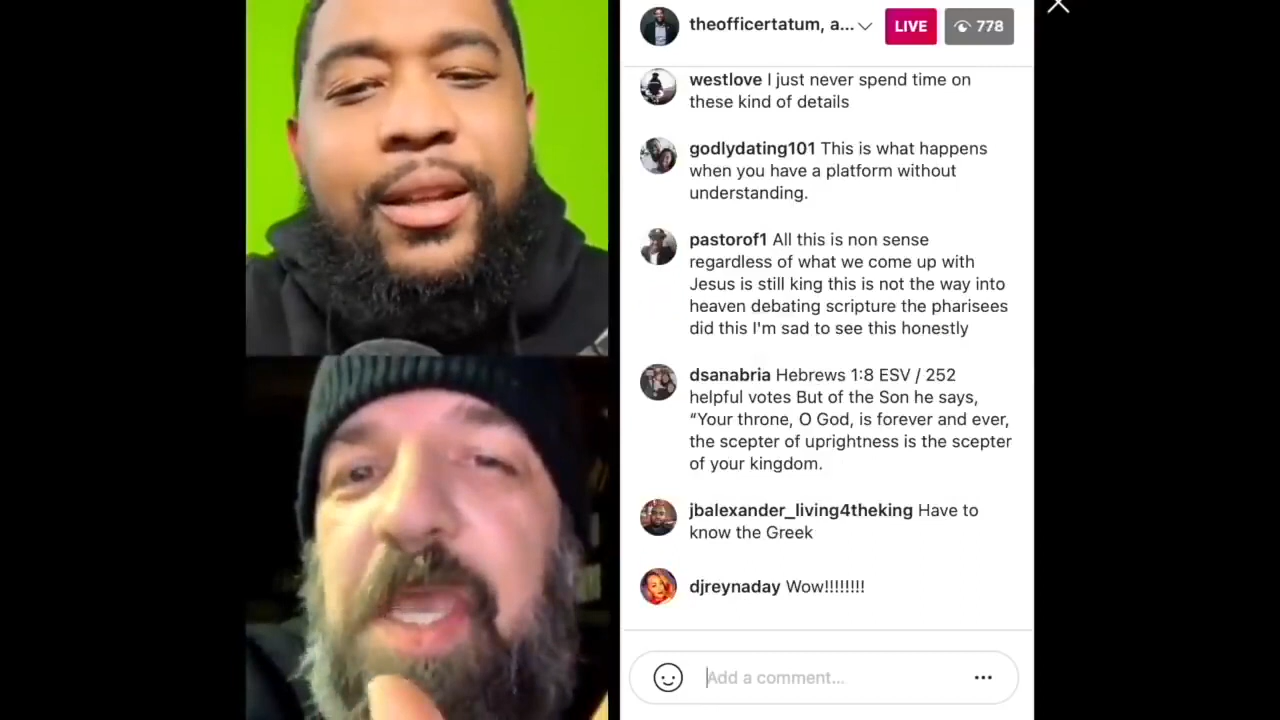 theofficertatum, a...
LIVE
778
westlove I just never spend time on
these kind of details
godlydating101 This is what happens
when you have a platform without
understanding.
pastorof1 All this is non sense
regardless of what we come up with
Jesus is still king this is not the way into
heaven debating scripture the pharisees
did this I'm sad to see this honestly
dsanabria Hebrews 1:8 ESV / 252
helpful votes But of the Son he says,
“Your throne, O God, is forever and ever,
the scepter of uprightness is the scepter
of your kingdom.
jbalexander_living4theking Have to
know the Greek
djreynaday Wow!!!!!!!!
Add a comment...